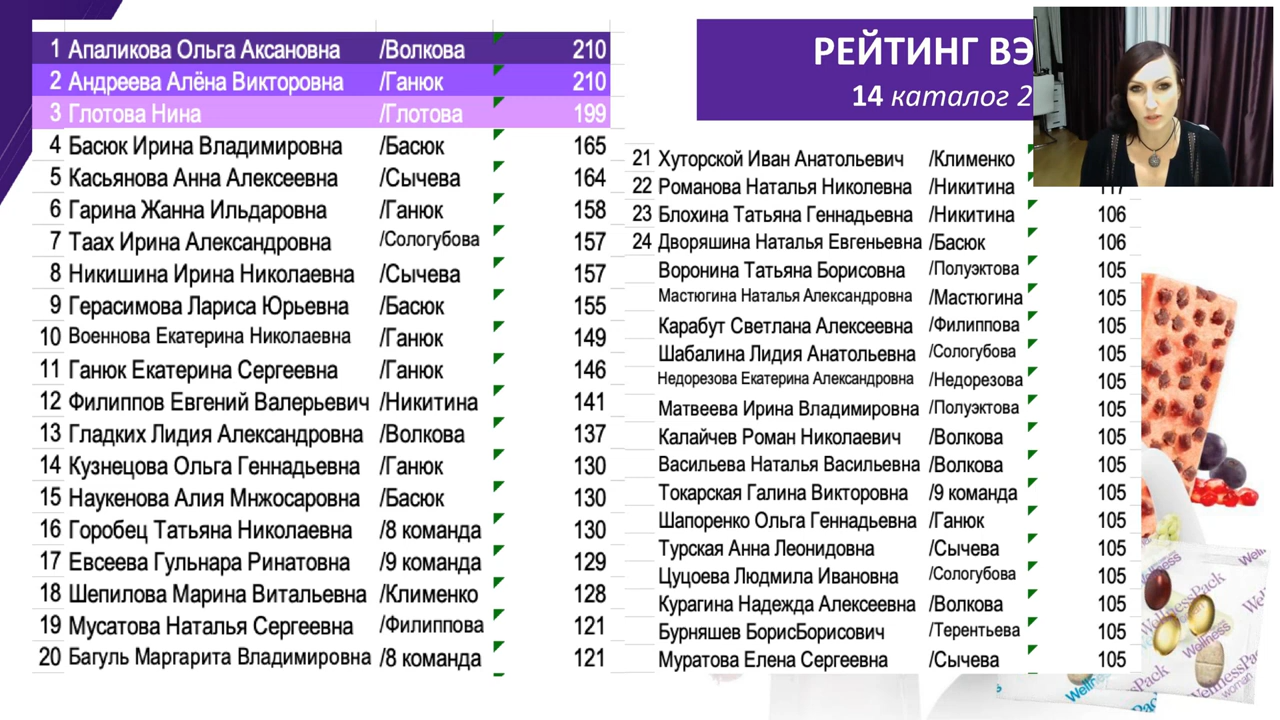 1 Апаликова Ольга Аксановна /Волкова 210
2 Андреева Алёна Викторовна /Ганюк 210
3 Глотова Нина /Глотова 199
4 Басюк Ирина Владимировна /Басюк 165
5 Касьянова Анна Алексеевна /Сычева 164
6 Гарина Жанна Ильдаровна /Ганюк 158
7 Таах Ирина Александровна /Сологубова 157
8 Никишина Ирина Николаевна /Сычева 157
9 Герасимова Лариса Юрьевна /Басюк 155
10 Военнова Екатерина Николаевна /Ганюк 149
11 Ганюк Екатерина Сергеевна /Ганюк 146
12 Филиппов Евгений Валерьевич /Никитина 141
13 Гладких Лидия Александровна /Волкова 137
14 Кузнецова Ольга Геннадьевна /Ганюк 130
15 Наукенова Алия Мнжосаровна /Басюк 130
16 Горобец Татьяна Николаевна /8 команда 130
17 Евсеева Гульнара Ринатовна /9 команда 129
18 Шепилова Марина Витальевна /Клименко 128
19 Мусатова Наталья Сергеевна /Филиппова 121
20 Багуль Маргарита Владимировна /8 команда 121
РЕЙТИНГ ВЭ
14 каталог 2
21 Хуторской Иван Анатольевич /Клименко
22 Романова Наталья Николевна /Никитина 117
23 Блохина Татьяна Геннадьевна /Никитина 106
24 Дворяшина Наталья Евгеньевна /Басюк 106
Воронина Татьяна Борисовна /Полуэктова 105
Мастюгина Наталья Александровна /Мастюгина 105
Карабут Светлана Алексеевна /Филиппова 105
Шабалина Лидия Анатольевна /Сологубова 105
Недорезова Екатерина Александровна /Недорезова 105
Матвеева Ирина Владимировна /Полуэктова 105
Калайчев Роман Николаевич /Волкова 105
Васильева Наталья Васильевна /Волкова 105
Токарская Галина Викторовна /9 команда 105
Шапоренко Ольга Геннадьевна /Ганюк 105
Турская Анна Леонидовна /Сычева 105
Цуцоева Людмила Ивановна /Сологубова 105
Курагина Надежда Алексеевна /Волкова 105
Бурняшев БорисБорисович /Терентьева 105
Муратова Елена Сергеевна /Сычева 105
WellnessPack
Wellness
WellnessPack
woman